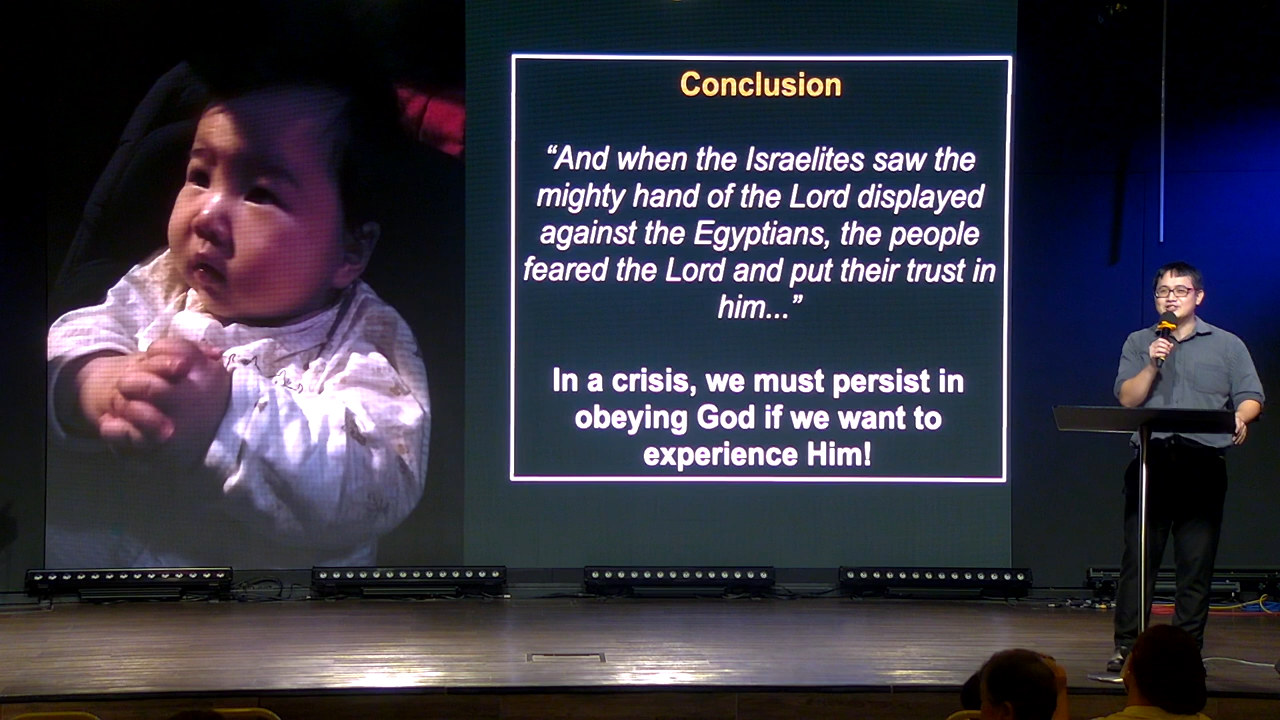 Conclusion
“And when the Israelites saw the
mighty hand of the Lord displayed
against the Egyptians, the people
feared the Lord and put their trust in
him...”
In a crisis, we must persist in
obeying God if we want to
experience Him!